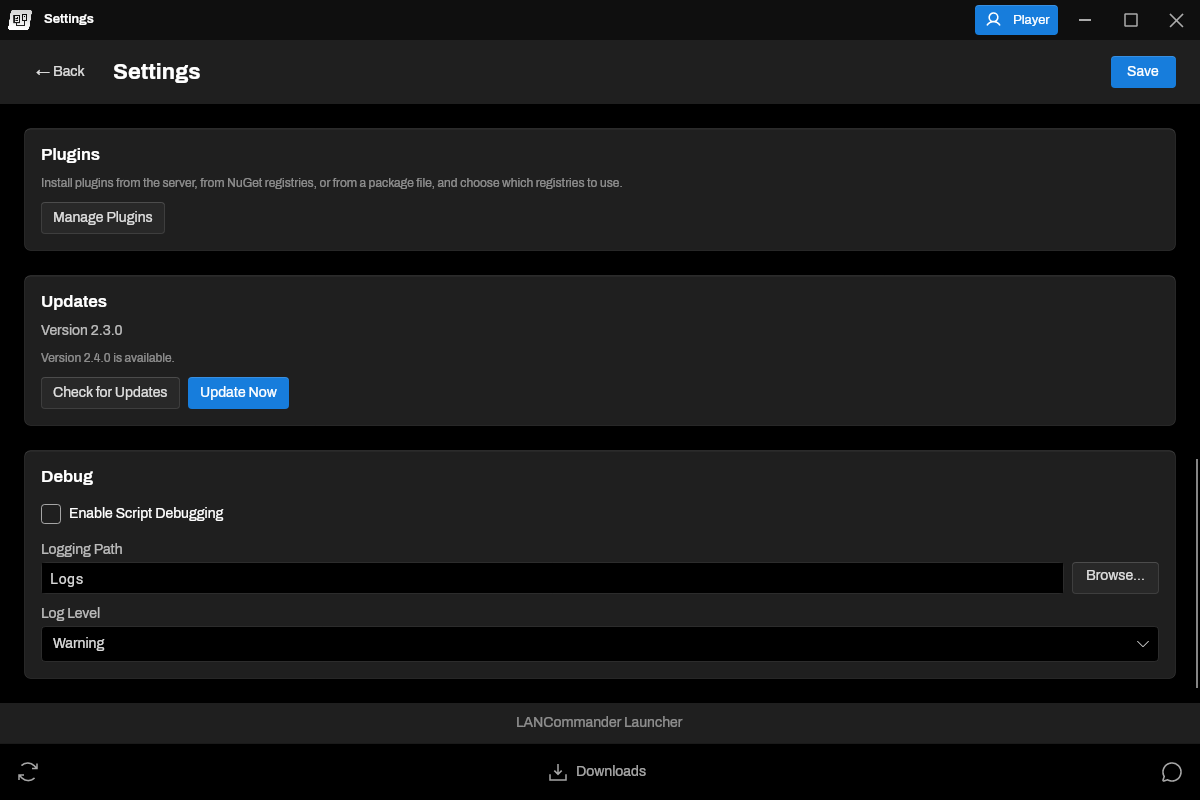 Settings
Player
← Back
Settings
Save
Plugins
Install plugins from the server, from NuGet registries, or from a package file, and choose which registries to use.
Manage Plugins
Updates
Version 2.3.0
Version 2.4.0 is available.
Check for Updates
Update Now
Debug
Enable Script Debugging
Logging Path
Logs
Browse...
Log Level
Warning
LANCommander Launcher
Downloads